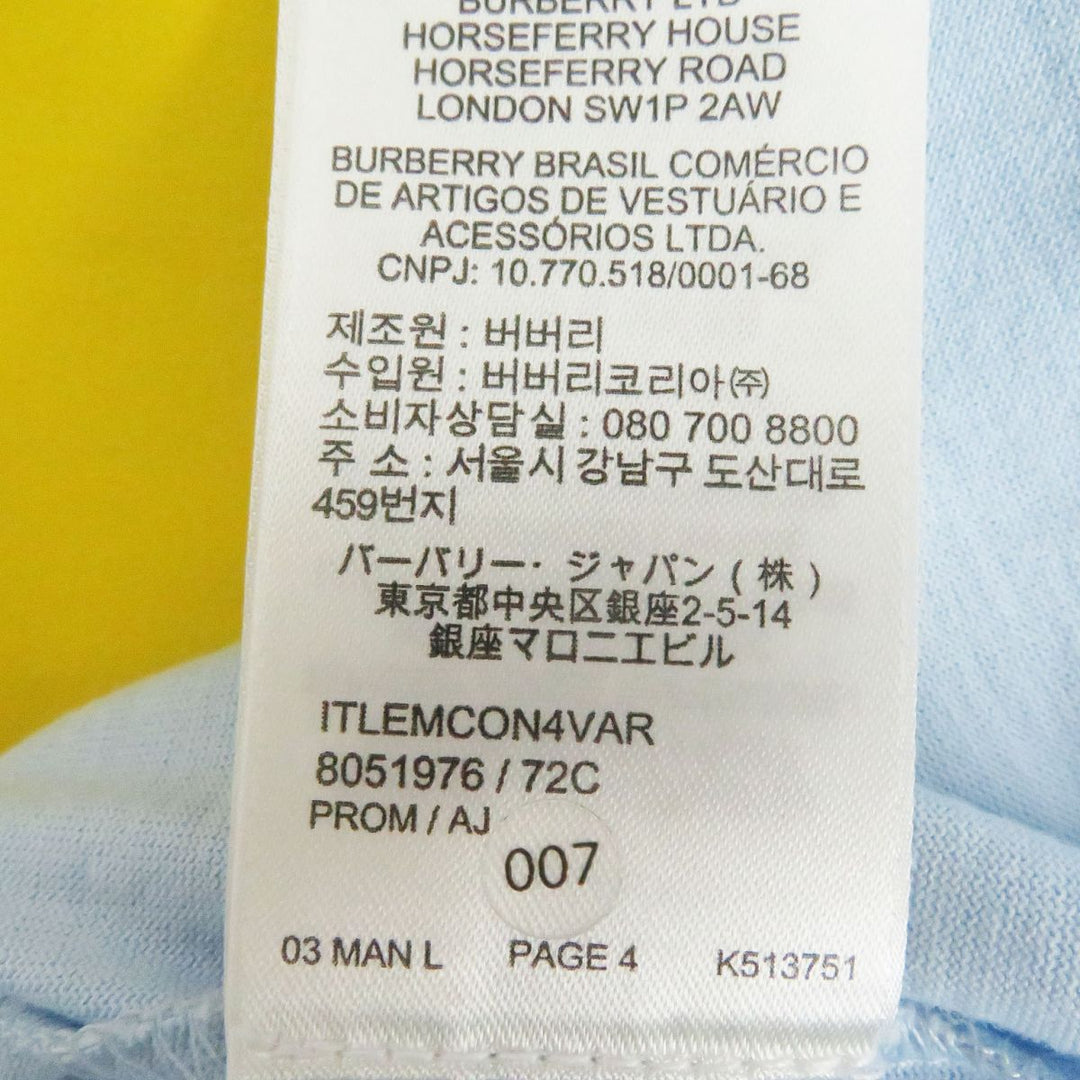 BURBERRY LTD
HORSEFERRY HOUSE
HORSEFERRY ROAD
LONDON SW1P 2AW
BURBERRY BRASIL COMÉRCIO
DE ARTIGOS DE VESTUÁRIO E
ACESSÓRIOS LTDA.
CNPJ: 10.770.518/0001-68
제조원 : 버버리
수입원 : 버버리코리아㈜
소비자상담실 : 080 700 8800
주 소 : 서울시 강남구 도산대로
459번지
バーバリー· ジャパン ( 株 )
東京都中央区銀座2-5-14
銀座マロニエビル
ITLEMCON4VAR
8051976 / 72C
PROM / AJ
007
03 MAN L PAGE 4 K513751